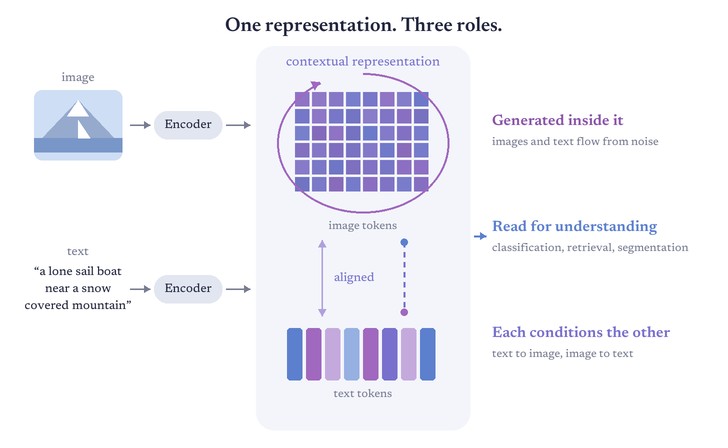 One representation. Three roles.
contextual representation
image
Encoder
image tokens
text
“a lone sail boat
near a snow
covered mountain”
Encoder
aligned
text tokens
Generated inside it
images and text flow from noise
Read for understanding
classification, retrieval, segmentation
Each conditions the other
text to image, image to text